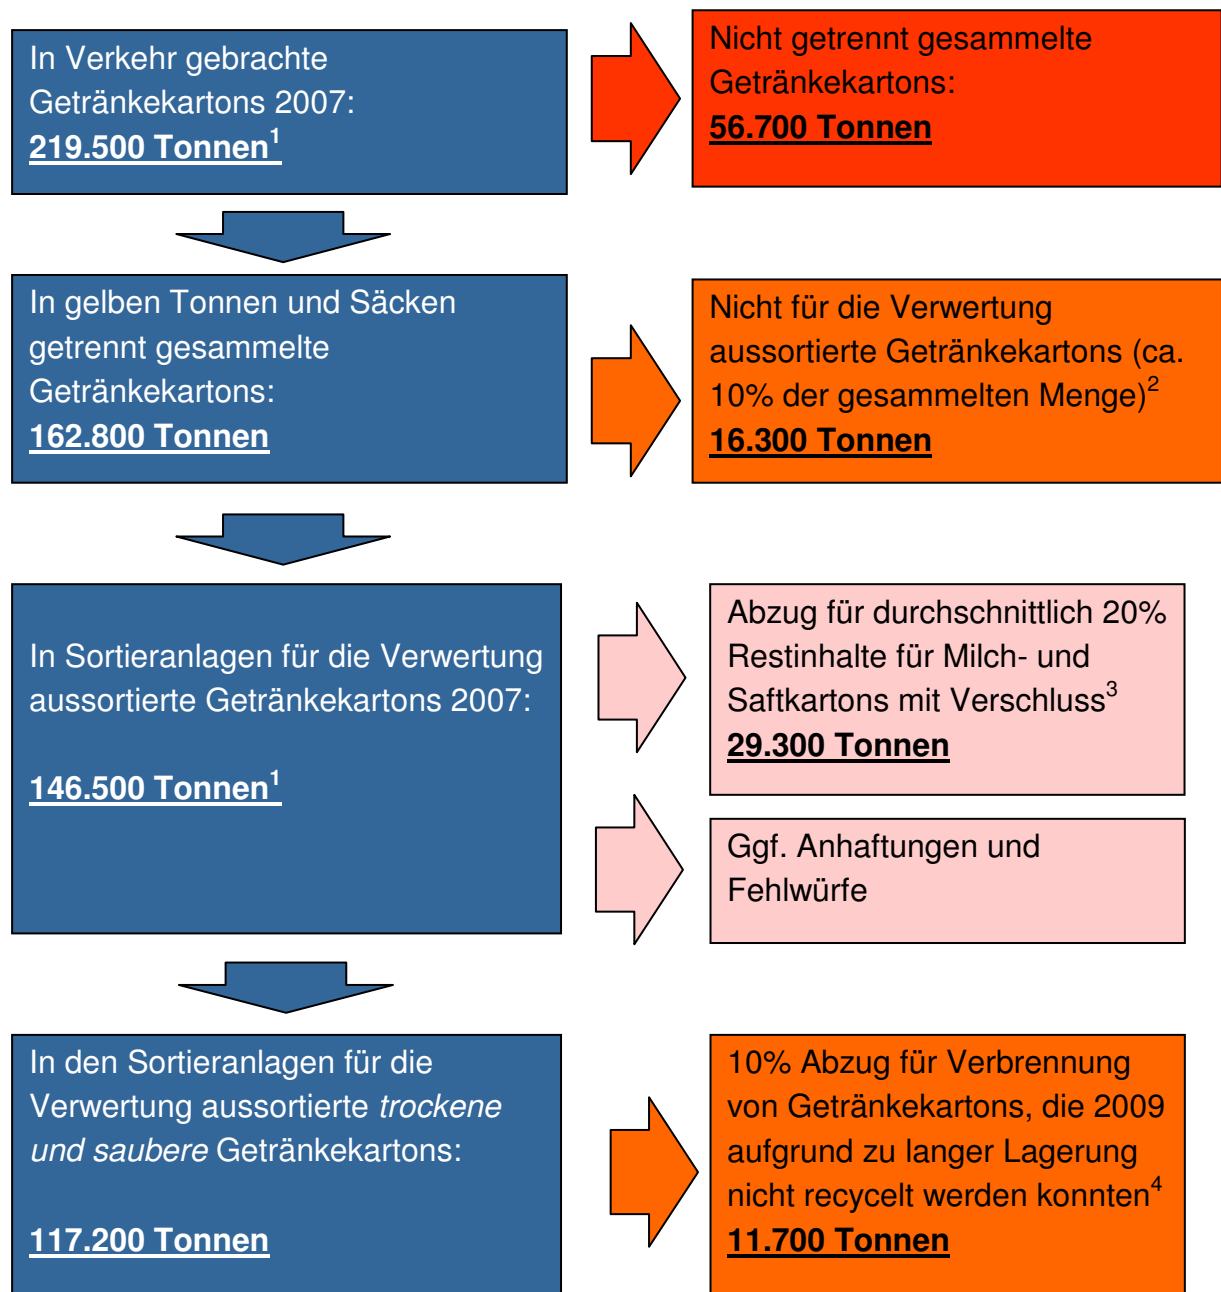 In Verkehr gebrachte
Getränkekartons 2007:
219.500 Tonnen¹
Nicht getrennt gesammelte
Getränkekartons:
56.700 Tonnen
In gelben Tonnen und Säcken
getrennt gesammelte
Getränkekartons:
162.800 Tonnen
Nicht für die Verwertung
aussortierte Getränkekartons (ca.
10% der gesammelten Menge)²
16.300 Tonnen
In Sortieranlagen für die Verwertung
aussortierte Getränkekartons 2007:
146.500 Tonnen¹
Abzug für durchschnittlich 20%
Restinhalte für Milch- und
Saftkartons mit Verschluss³
29.300 Tonnen
Ggf. Anhaftungen und
Fehlwürfe
In den Sortieranlagen für die
Verwertung aussortierte trockene
und saubere Getränkekartons:
117.200 Tonnen
10% Abzug für Verbrennung
von Getränkekartons, die 2009
aufgrund zu langer Lagerung
nicht recycelt werden konnten⁴
11.700 Tonnen